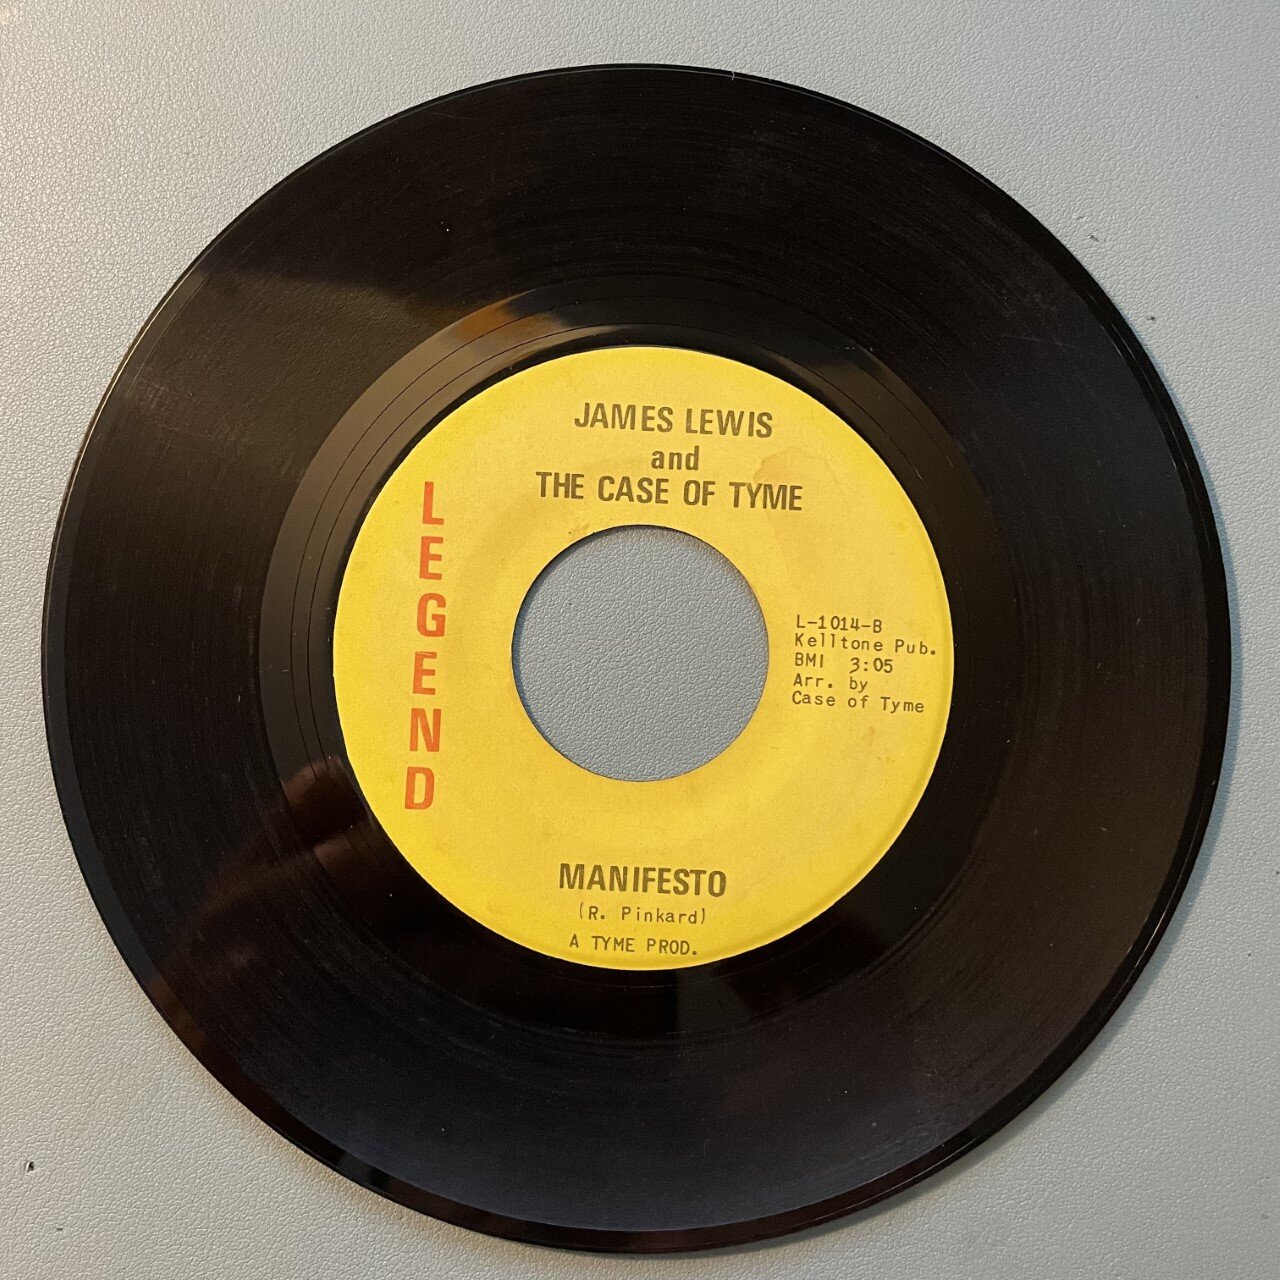 JAMES LEWIS
and
THE CASE OF TYME
LEGEND
L-1014-B
Kelltone Pub.
BMI 3:05
Arr. by
Case of Tyme
MANIFESTO
(R. Pinkard)
A TYME PROD.